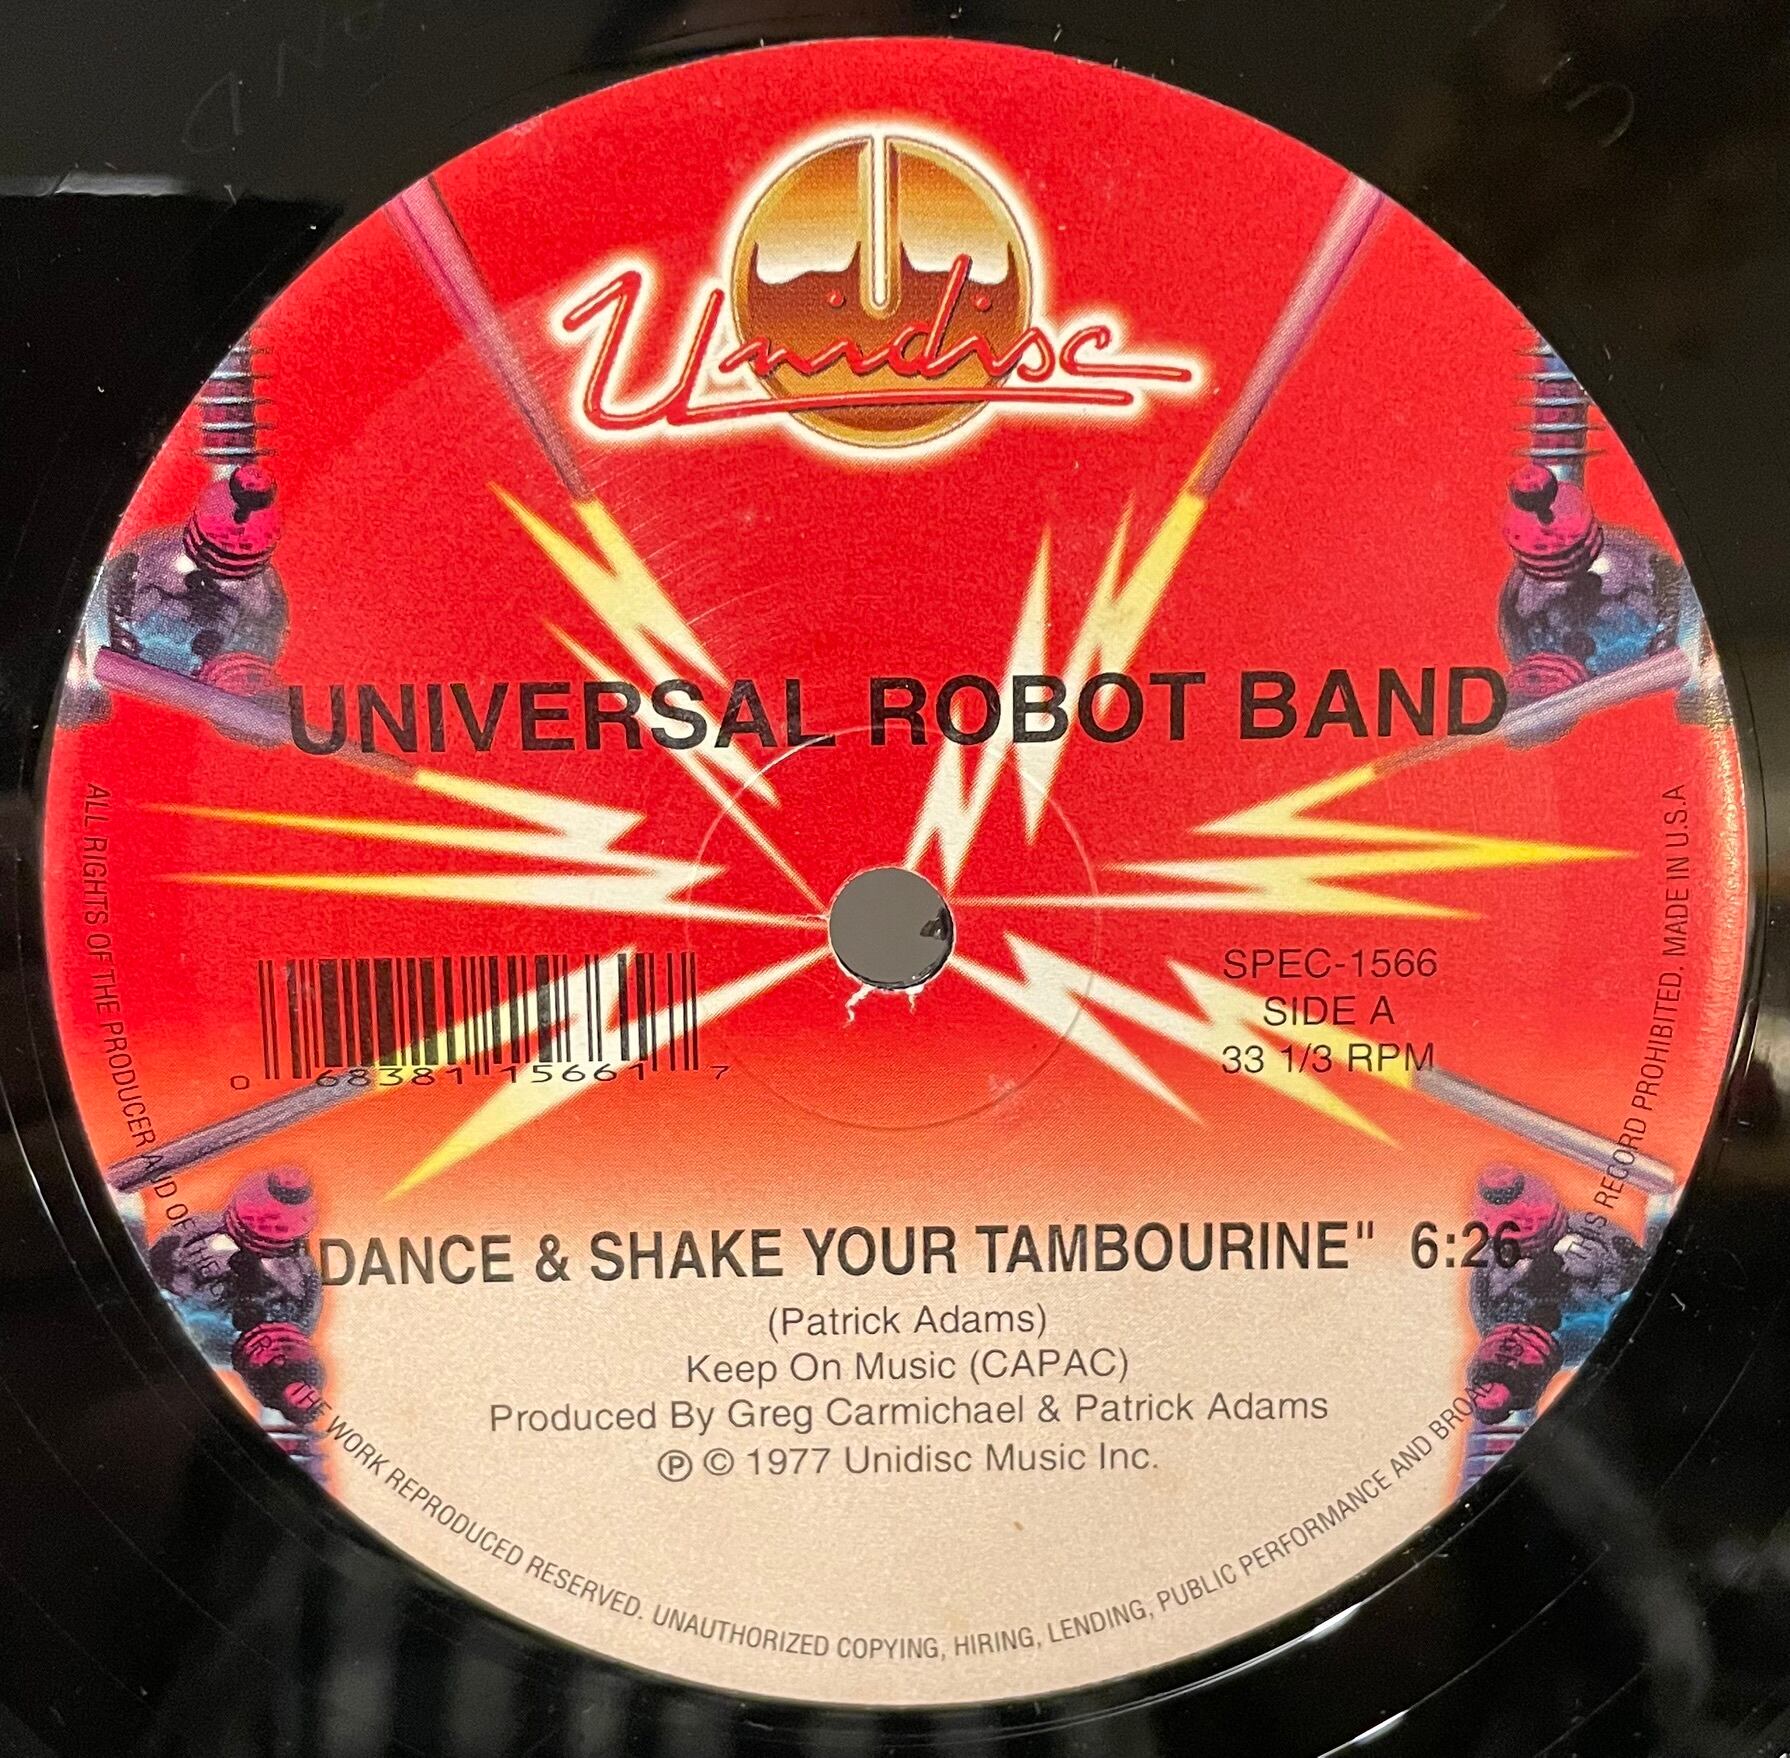 Unidisc
UNIVERSAL ROBOT BAND
SPEC-1566
SIDE A
33 1/3 RPM
0 68381 15661 7
"DANCE & SHAKE YOUR TAMBOURINE" 6:26
(Patrick Adams)
Keep On Music (CAPAC)
Produced By Greg Carmichael & Patrick Adams
℗ © 1977 Unidisc Music Inc.
ALL RIGHTS OF THE PRODUCER AND OF THE THE WORK REPRODUCED RESERVED. UNAUTHORIZED COPYING, HIRING, LENDING, PUBLIC PERFORMANCE AND THIS RECORD PROHIBITED. MADE IN U.S.A